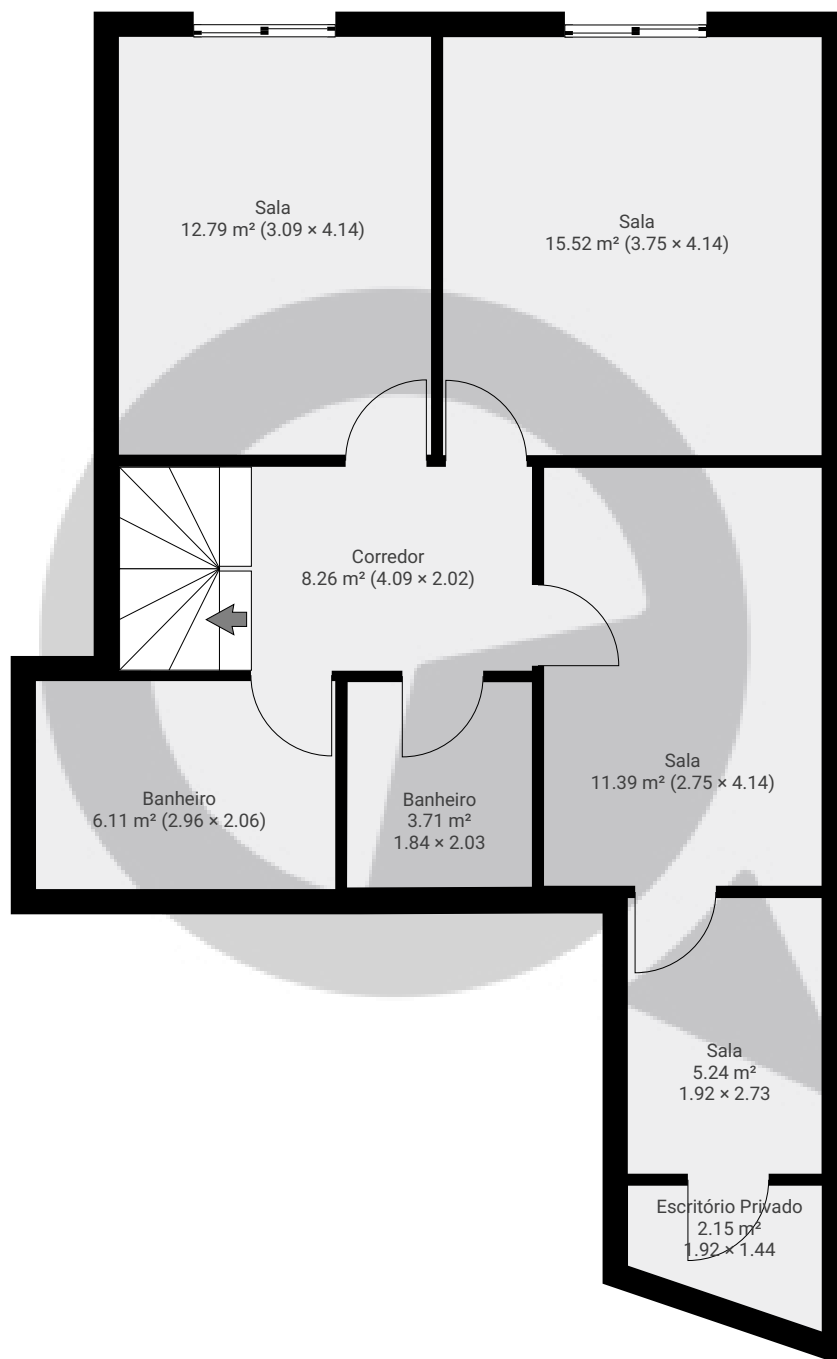 Sala
12.79 m² (3.09 × 4.14)
Sala
15.52 m² (3.75 × 4.14)
Corredor
8.26 m² (4.09 × 2.02)
Sala
11.39 m² (2.75 × 4.14)
Banheiro
6.11 m² (2.96 × 2.06)
Banheiro
3.71 m²
1.84 × 2.03
Sala
5.24 m²
1.92 × 2.73
Escritório Privado
2.15 m²
1.92 × 1.44